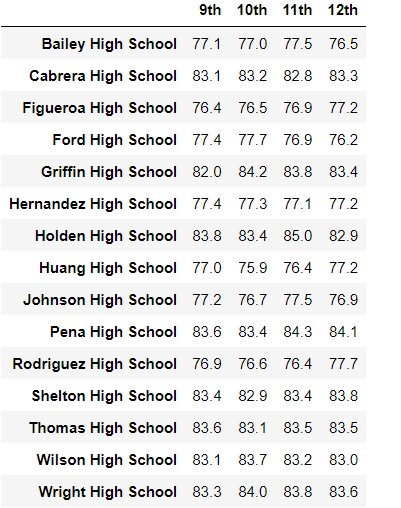 9th 10th 11th 12th
Bailey High School 77.1 77.0 77.5 76.5
Cabrera High School 83.1 83.2 82.8 83.3
Figueroa High School 76.4 76.5 76.9 77.2
Ford High School 77.4 77.7 76.9 76.2
Griffin High School 82.0 84.2 83.8 83.4
Hernandez High School 77.4 77.3 77.1 77.2
Holden High School 83.8 83.4 85.0 82.9
Huang High School 77.0 75.9 76.4 77.2
Johnson High School 77.2 76.7 77.5 76.9
Pena High School 83.6 83.4 84.3 84.1
Rodriguez High School 76.9 76.6 76.4 77.7
Shelton High School 83.4 82.9 83.4 83.8
Thomas High School 83.6 83.1 83.5 83.5
Wilson High School 83.1 83.7 83.2 83.0
Wright High School 83.3 84.0 83.8 83.6